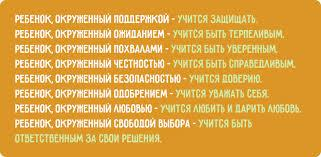 РЕБЕНОК, ОКРУЖЕННЫЙ ПОДДЕРЖКОЙ - УЧИТСЯ ЗАЩИЩАТЬ.
РЕБЕНОК, ОКРУЖЕННЫЙ ОЖИДАНИЕМ - УЧИТСЯ БЫТЬ ТЕРПЕЛИВЫМ.
РЕБЕНОК, ОКРУЖЕННЫЙ ПОХВАЛАМИ - УЧИТСЯ БЫТЬ УВЕРЕННЫМ.
РЕБЕНОК, ОКРУЖЕННЫЙ ЧЕСТНОСТЬЮ - УЧИТСЯ БЫТЬ СПРАВЕДЛИВЫМ.
РЕБЕНОК, ОКРУЖЕННЫЙ БЕЗОПАСНОСТЬЮ - УЧИТСЯ ДОВЕРИЮ.
РЕБЕНОК, ОКРУЖЕННЫЙ ОДОБРЕНИЕМ - УЧИТСЯ УВАЖАТЬ СЕБЯ.
РЕБЕНОК, ОКРУЖЕННЫЙ ЛЮБОВЬЮ - УЧИТСЯ ЛЮБИТЬ И ДАРИТЬ ЛЮБОВЬ.
РЕБЕНОК, ОКРУЖЕННЫЙ СВОБОДОЙ ВЫБОРА - УЧИТСЯ БЫТЬ
ОТВЕТСТВЕННЫМ ЗА СВОИ РЕШЕНИЯ.